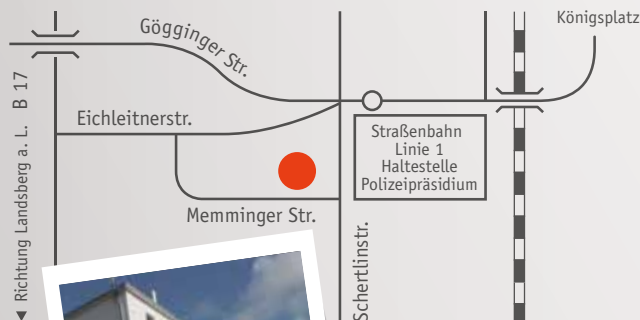 Königsplatz
Gögginger Str.
Richtung Landsberg a. L.  B 17
Eichleitnerstr.
Straßenbahn
Linie 1
Haltestelle
Polizeipräsidium
Memminger Str.
Schertlinstr.